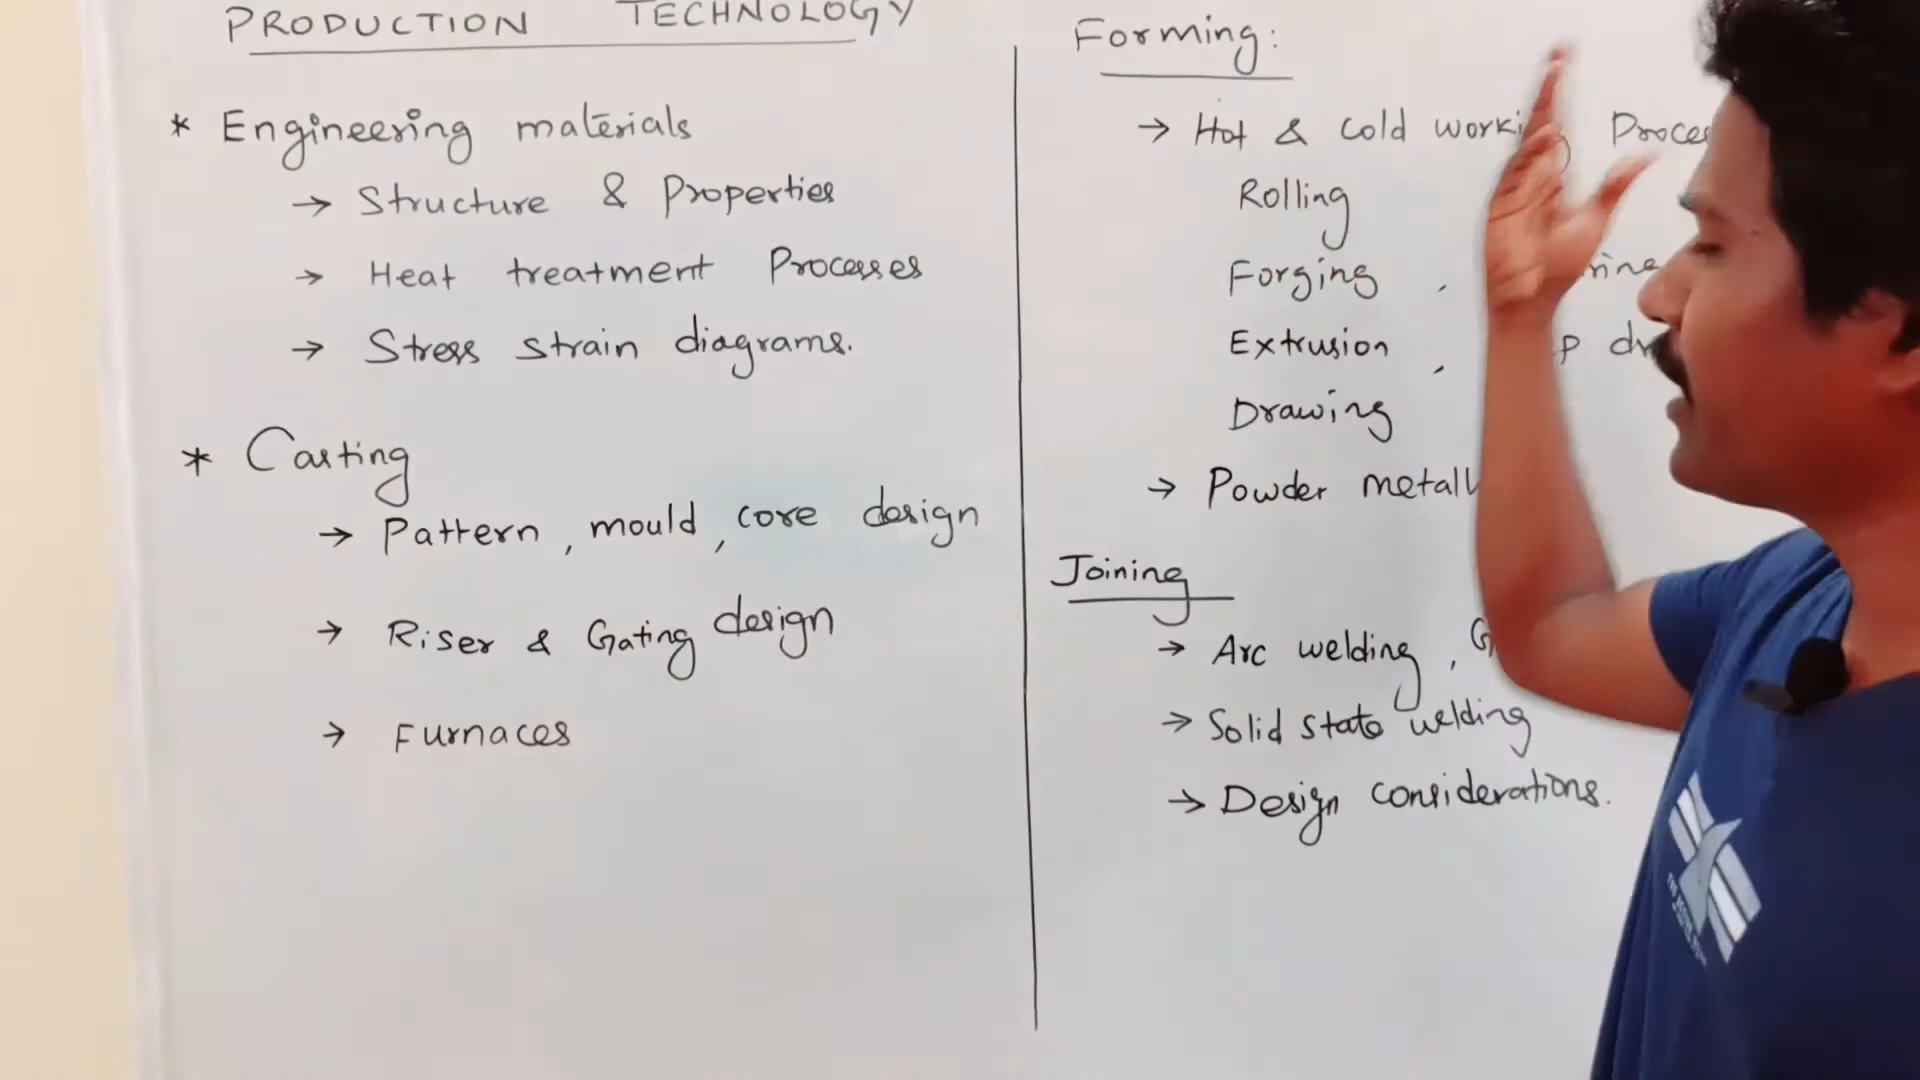 PRODUCTION TECHNOLOGY
* Engineering materials
→ Structure & Properties
→ Heat treatment Processes
→ Stress strain diagrams.
* Casting
→ Pattern, mould, core design
→ Riser & Gating design
→ Furnaces
Forming:
→ Hot & cold working
Rolling
Forging ,
Extrusion ,
Drawing
→ Powder
Joining
→ Arc welding ,
→ Solid state welding
→ Design considerations.